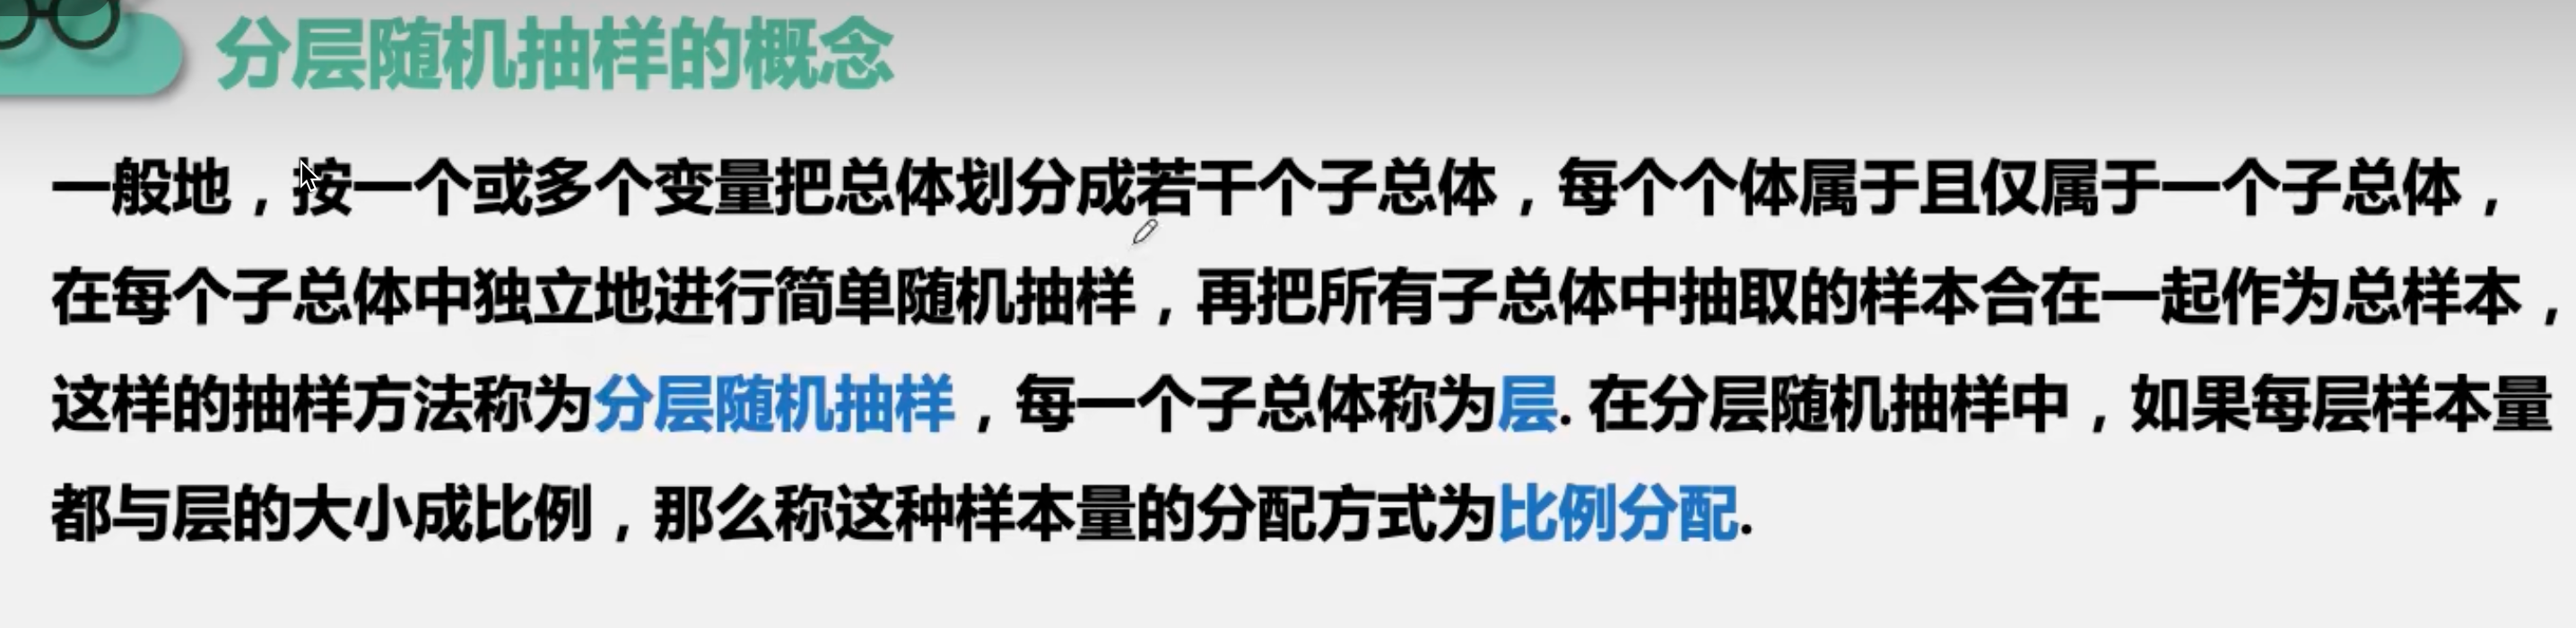 分层随机抽样的概念
一般地，按一个或多个变量把总体划分成若干个子总体，每个个体属于且仅属于一个子总体，
在每个子总体中独立地进行简单随机抽样，再把所有子总体中抽取的样本合在一起作为总样本，
这样的抽样方法称为分层随机抽样，每一个子总体称为层. 在分层随机抽样中，如果每层样本量
都与层的大小成比例，那么称这种样本量的分配方式为比例分配.